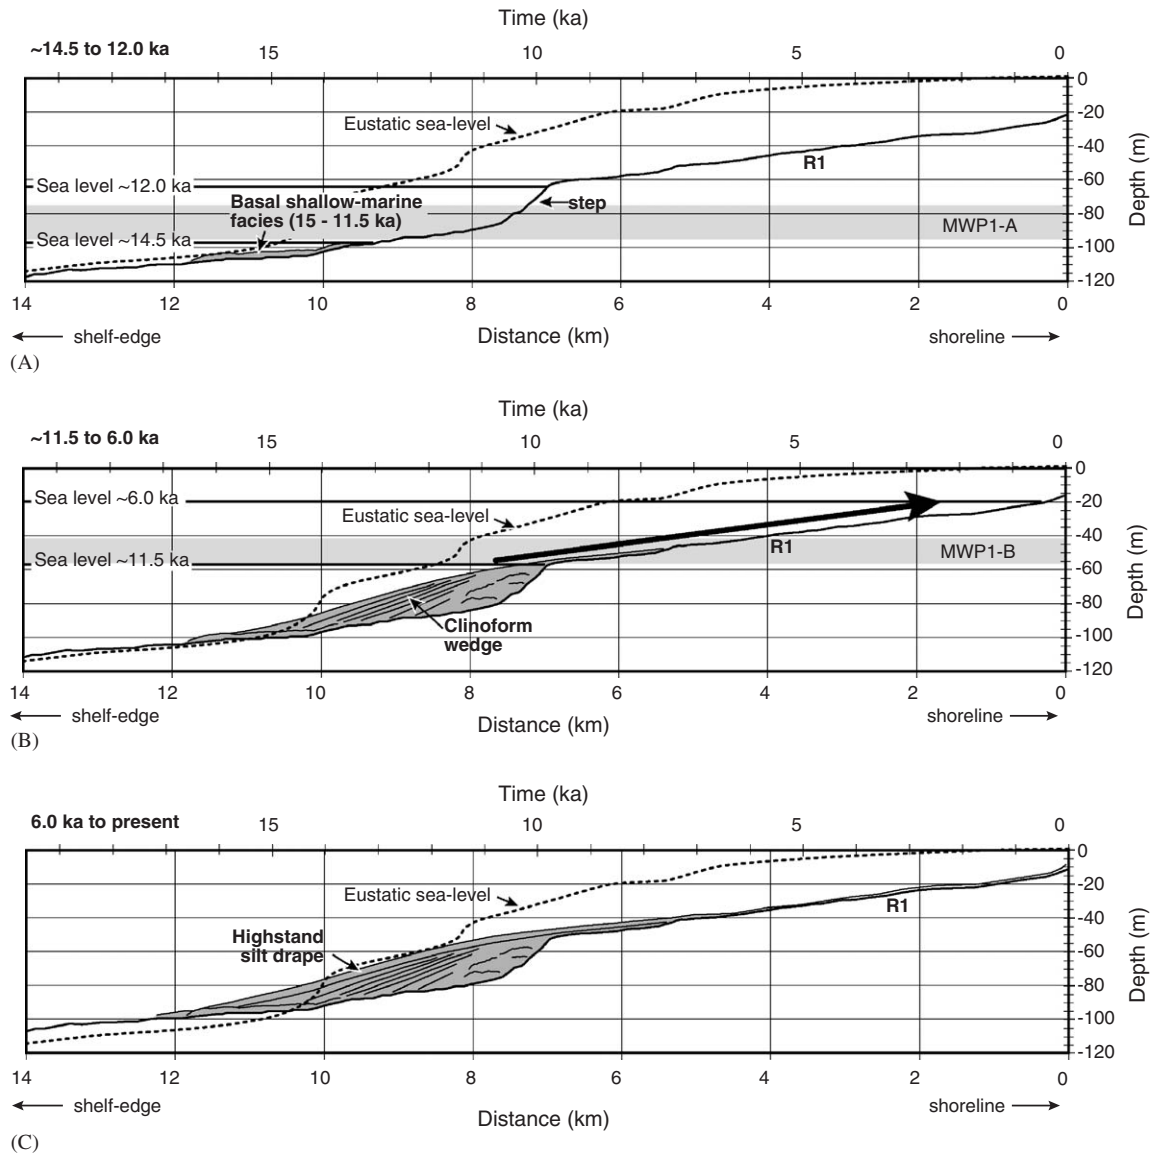 Time (ka)
~14.5 to 12.0 ka
15 10 5 0
0
Eustatic sea-level
-20
-40
R1
Sea level ~12.0 ka
-60
Basal shallow-marine
facies (15 - 11.5 ka)
step
-80
MWP1-A
Sea level ~14.5 ka
-100
-120
Depth (m)
14 12 10 8 6 4 2 0
shelf-edge Distance (km) shoreline
(A)
Time (ka)
~11.5 to 6.0 ka
15 10 5 0
0
Sea level ~6.0 ka
-20
Eustatic sea-level
-40
R1
MWP1-B
Sea level ~11.5 ka
-60
-80
Clinoform
wedge
-100
-120
Depth (m)
14 12 10 8 6 4 2 0
shelf-edge Distance (km) shoreline
(B)
Time (ka)
6.0 ka to present
15 10 5 0
0
-20
Eustatic sea-level
R1
-40
Highstand
silt drape
-60
-80
-100
-120
Depth (m)
14 12 10 8 6 4 2 0
shelf-edge Distance (km) shoreline
(C)